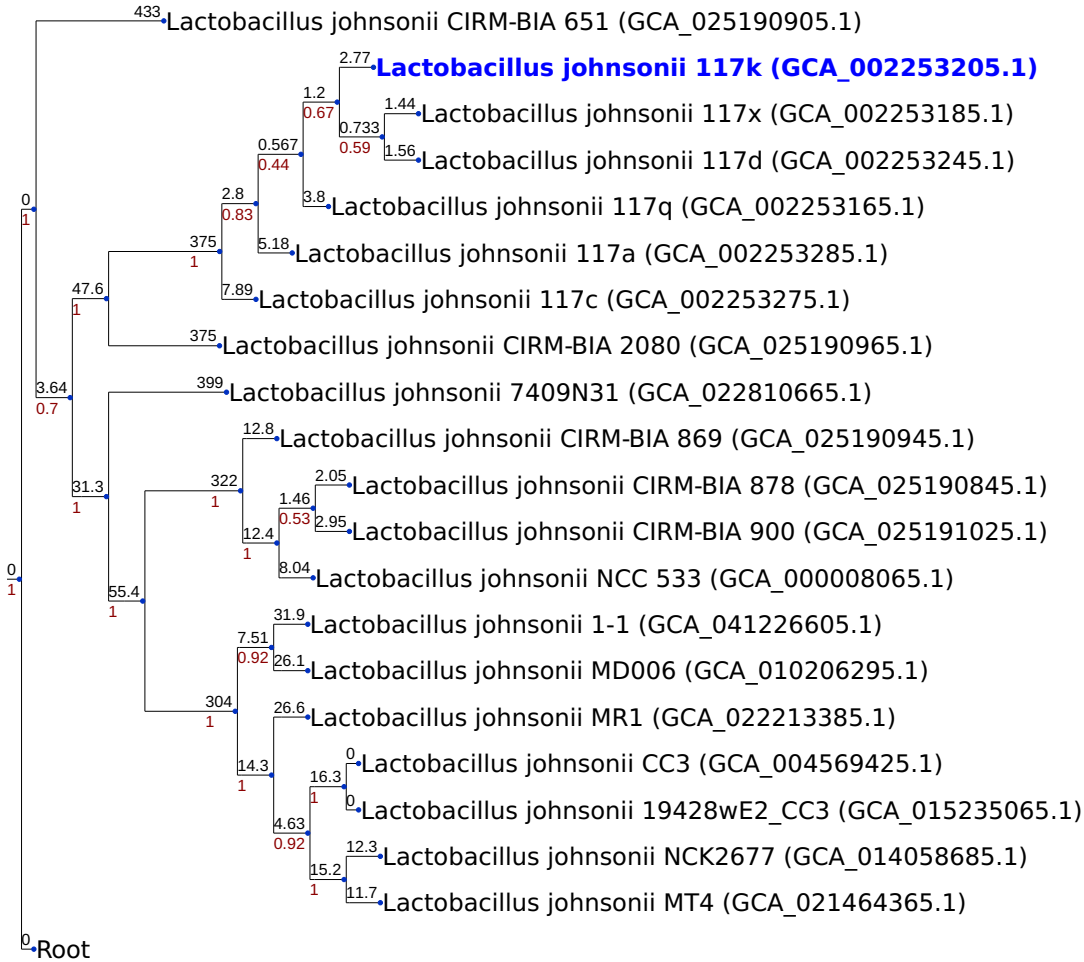 433 Lactobacillus johnsonii CIRM-BIA 651 (GCA_025190905.1)
2.77 Lactobacillus johnsonii 117k (GCA_002253205.1)
1.2
0.67
1.44 Lactobacillus johnsonii 117x (GCA_002253185.1)
0.733
0.59
0.567
0.44
1.56 Lactobacillus johnsonii 117d (GCA_002253245.1)
2.8
0.83
3.8 Lactobacillus johnsonii 117q (GCA_002253165.1)
0
1
375
1
5.18 Lactobacillus johnsonii 117a (GCA_002253285.1)
47.6
1
7.89 Lactobacillus johnsonii 117c (GCA_002253275.1)
375 Lactobacillus johnsonii CIRM-BIA 2080 (GCA_025190965.1)
3.64
0.7
399 Lactobacillus johnsonii 7409N31 (GCA_022810665.1)
12.8 Lactobacillus johnsonii CIRM-BIA 869 (GCA_025190945.1)
31.3
1
322
1
2.05 Lactobacillus johnsonii CIRM-BIA 878 (GCA_025190845.1)
1.46
0.53
2.95 Lactobacillus johnsonii CIRM-BIA 900 (GCA_025191025.1)
12.4
1
0
1
8.04 Lactobacillus johnsonii NCC 533 (GCA_000008065.1)
55.4
1
31.9 Lactobacillus johnsonii 1-1 (GCA_041226605.1)
7.51
0.92
26.1 Lactobacillus johnsonii MD006 (GCA_010206295.1)
304
1
26.6 Lactobacillus johnsonii MR1 (GCA_022213385.1)
14.3
1
0 Lactobacillus johnsonii CC3 (GCA_004569425.1)
16.3
1
0 Lactobacillus johnsonii 19428wE2_CC3 (GCA_015235065.1)
4.63
0.92
12.3 Lactobacillus johnsonii NCK2677 (GCA_014058685.1)
15.2
1
11.7 Lactobacillus johnsonii MT4 (GCA_021464365.1)
0 Root